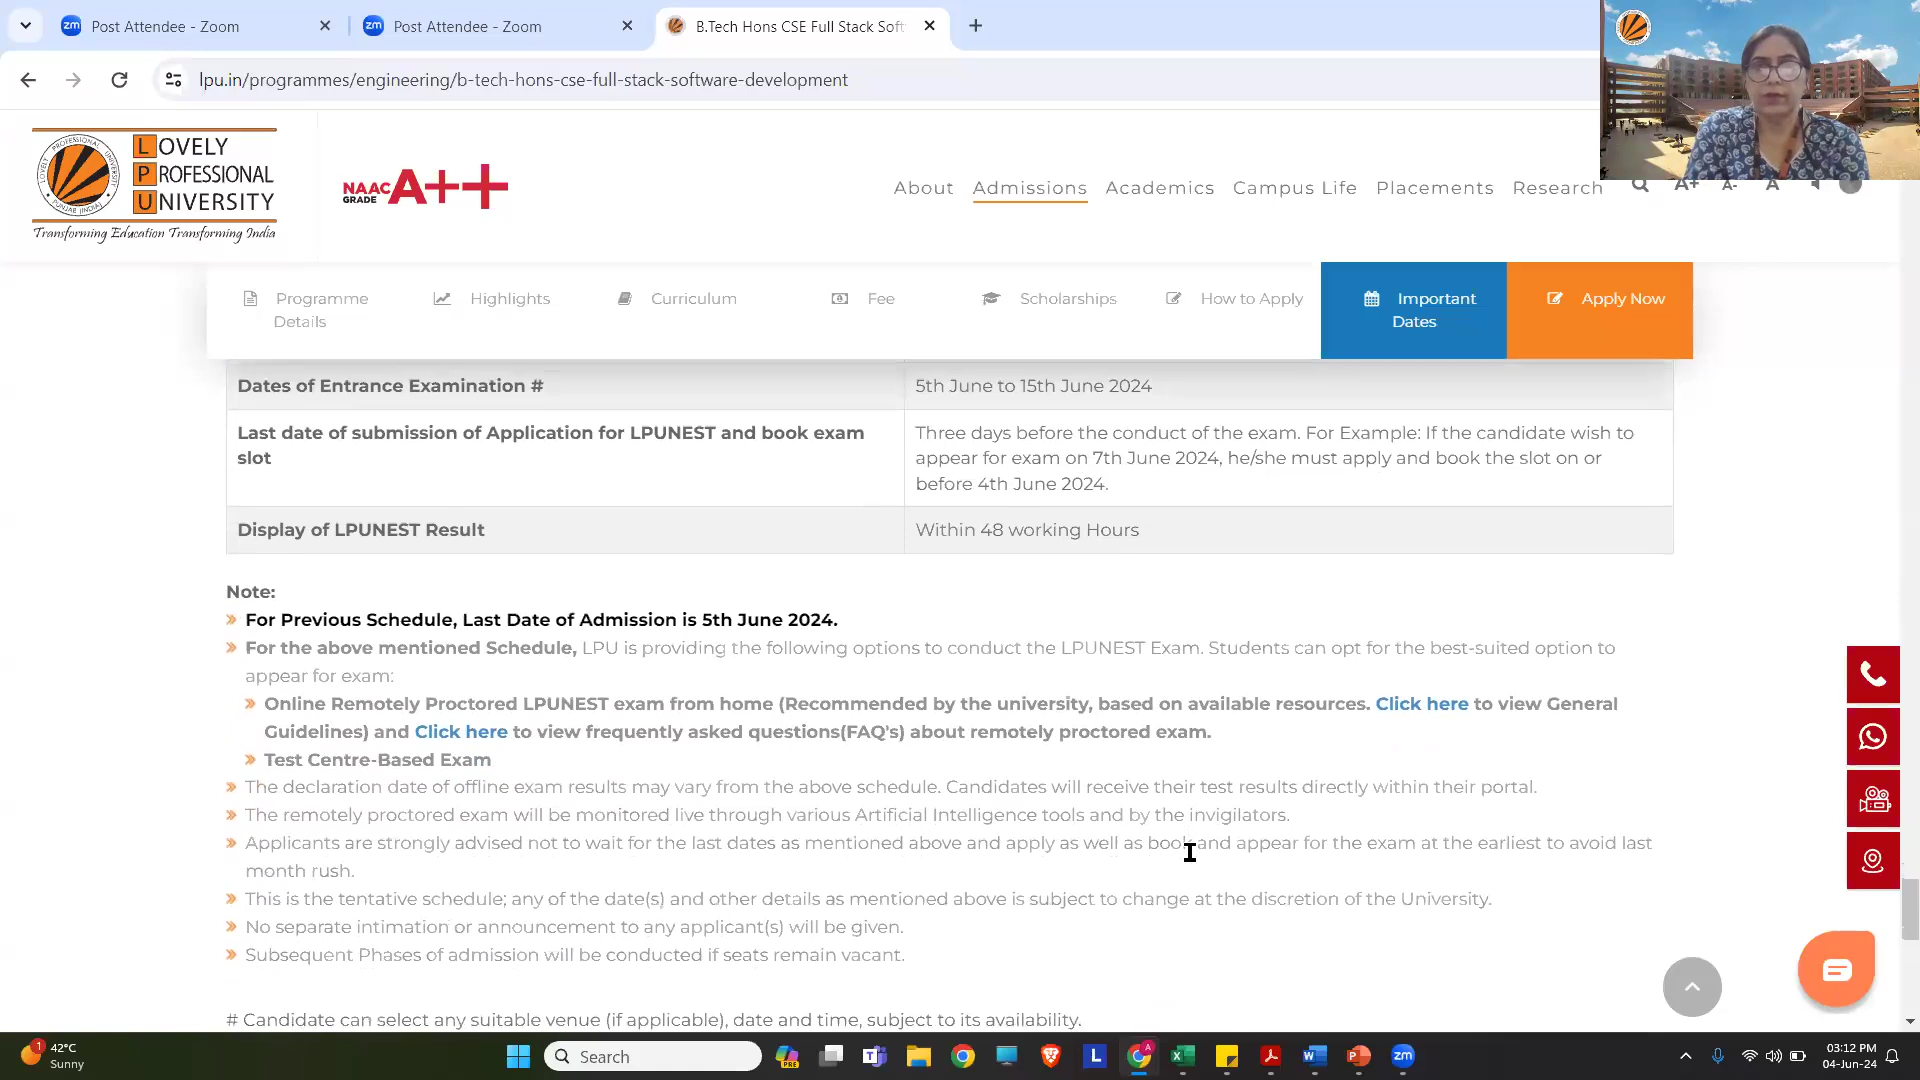 Post Attendee - Zoom
Post Attendee - Zoom
B.Tech Hons CSE Full Stack Soft
lpu.in/programmes/engineering/b-tech-hons-cse-full-stack-software-development
LOVELY
PROFESSIONAL
UNIVERSITY
Transforming Education Transforming India
NAAC
GRADE
A++
About
Admissions
Academics
Campus Life
Placements
Research
A+
A-
A
Programme
Details
Highlights
Curriculum
Fee
Scholarships
How to Apply
Important
Dates
Apply Now
Dates of Entrance Examination #
5th June to 15th June 2024
Last date of submission of Application for LPUNEST and book exam
slot
Three days before the conduct of the exam. For Example: If the candidate wish to
appear for exam on 7th June 2024, he/she must apply and book the slot on or
before 4th June 2024.
Display of LPUNEST Result
Within 48 working Hours
Note:
For Previous Schedule, Last Date of Admission is 5th June 2024.
For the above mentioned Schedule, LPU is providing the following options to conduct the LPUNEST Exam. Students can opt for the best-suited option to
appear for exam:
Online Remotely Proctored LPUNEST exam from home (Recommended by the university, based on available resources. Click here to view General
Guidelines) and Click here to view frequently asked questions(FAQ's) about remotely proctored exam.
Test Centre-Based Exam
The declaration date of offline exam results may vary from the above schedule. Candidates will receive their test results directly within their portal.
The remotely proctored exam will be monitored live through various Artificial Intelligence tools and by the invigilators.
Applicants are strongly advised not to wait for the last dates as mentioned above and apply as well as book and appear for the exam at the earliest to avoid last
month rush.
This is the tentative schedule; any of the date(s) and other details as mentioned above is subject to change at the discretion of the University.
No separate intimation or announcement to any applicant(s) will be given.
Subsequent Phases of admission will be conducted if seats remain vacant.
# Candidate can select any suitable venue (if applicable), date and time, subject to its availability.
1
42°C
Sunny
Search
PRE
L
A
zm
03:12 PM
04-Jun-24